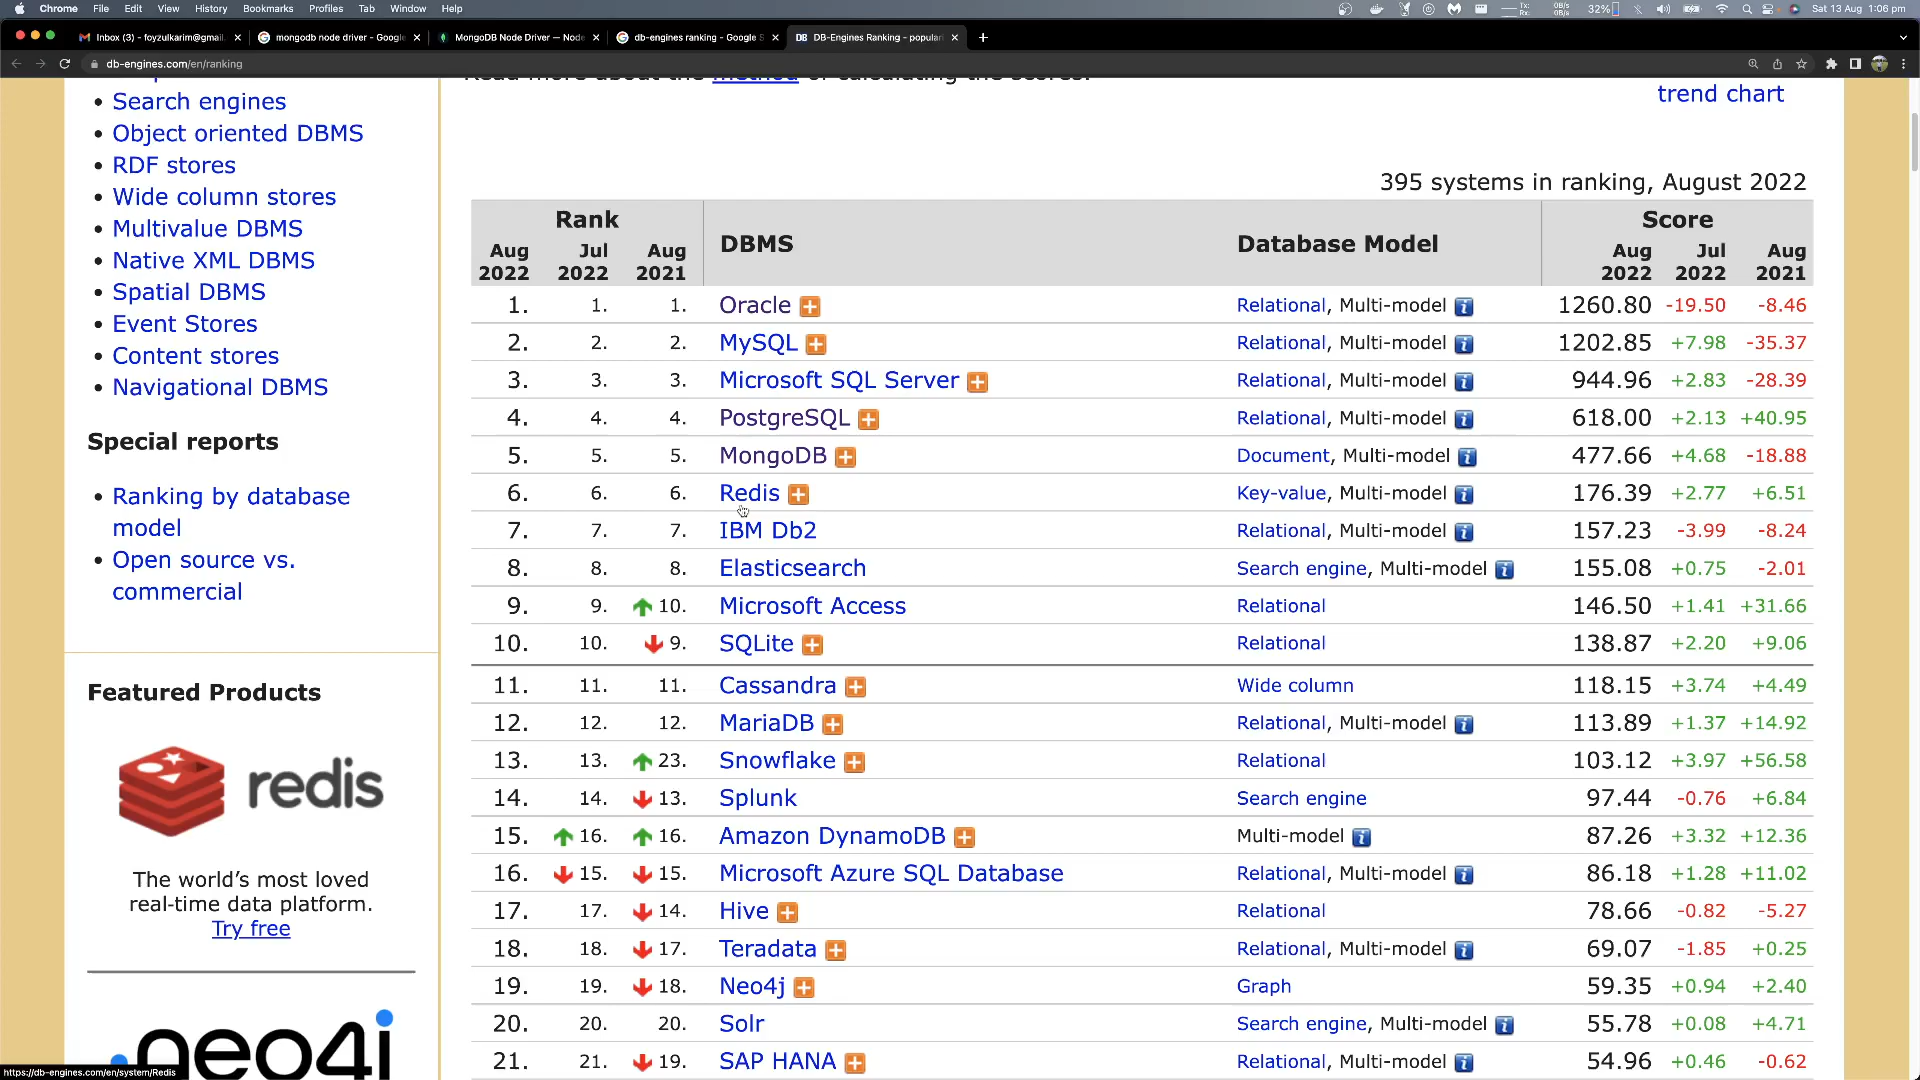 Chrome File Edit View History Bookmarks Profiles Tab Window Help
Tx: Rx: 0B/s 0B/s 32% Sat 13 Aug 1:06 pm
Inbox (3) - foyzulkarim@gmail. mongodb node driver - Google MongoDB Node Driver — Node db-engines ranking - Google S DB-Engines Ranking - popular
db-engines.com/en/ranking
Read more about the method of calculating the scores.
trend chart
Search engines
Object oriented DBMS
RDF stores
Wide column stores
Multivalue DBMS
Native XML DBMS
Spatial DBMS
Event Stores
Content stores
Navigational DBMS
Special reports
Ranking by database
model
Open source vs.
commercial
Featured Products
redis
The world's most loved
real-time data platform.
Try free
neo4j
395 systems in ranking, August 2022
Rank DBMS Database Model Score
Aug 2022 Jul 2022 Aug 2021 Aug 2022 Jul 2022 Aug 2021
1. 1. 1. Oracle Relational, Multi-model 1260.80 -19.50 -8.46
2. 2. 2. MySQL Relational, Multi-model 1202.85 +7.98 -35.37
3. 3. 3. Microsoft SQL Server Relational, Multi-model 944.96 +2.83 -28.39
4. 4. 4. PostgreSQL Relational, Multi-model 618.00 +2.13 +40.95
5. 5. 5. MongoDB Document, Multi-model 477.66 +4.68 -18.88
6. 6. 6. Redis Key-value, Multi-model 176.39 +2.77 +6.51
7. 7. 7. IBM Db2 Relational, Multi-model 157.23 -3.99 -8.24
8. 8. 8. Elasticsearch Search engine, Multi-model 155.08 +0.75 -2.01
9. 9. 10. Microsoft Access Relational 146.50 +1.41 +31.66
10. 10. 9. SQLite Relational 138.87 +2.20 +9.06
11. 11. 11. Cassandra Wide column 118.15 +3.74 +4.49
12. 12. 12. MariaDB Relational, Multi-model 113.89 +1.37 +14.92
13. 13. 23. Snowflake Relational 103.12 +3.97 +56.58
14. 14. 13. Splunk Search engine 97.44 -0.76 +6.84
15. 16. 16. Amazon DynamoDB Multi-model 87.26 +3.32 +12.36
16. 15. 15. Microsoft Azure SQL Database Relational, Multi-model 86.18 +1.28 +11.02
17. 17. 14. Hive Relational 78.66 -0.82 -5.27
18. 18. 17. Teradata Relational, Multi-model 69.07 -1.85 +0.25
19. 19. 18. Neo4j Graph 59.35 +0.94 +2.40
20. 20. 20. Solr Search engine, Multi-model 55.78 +0.08 +4.71
21. 21. 19. SAP HANA Relational, Multi-model 54.96 +0.46 -0.62
https://db-engines.com/en/system/Redis